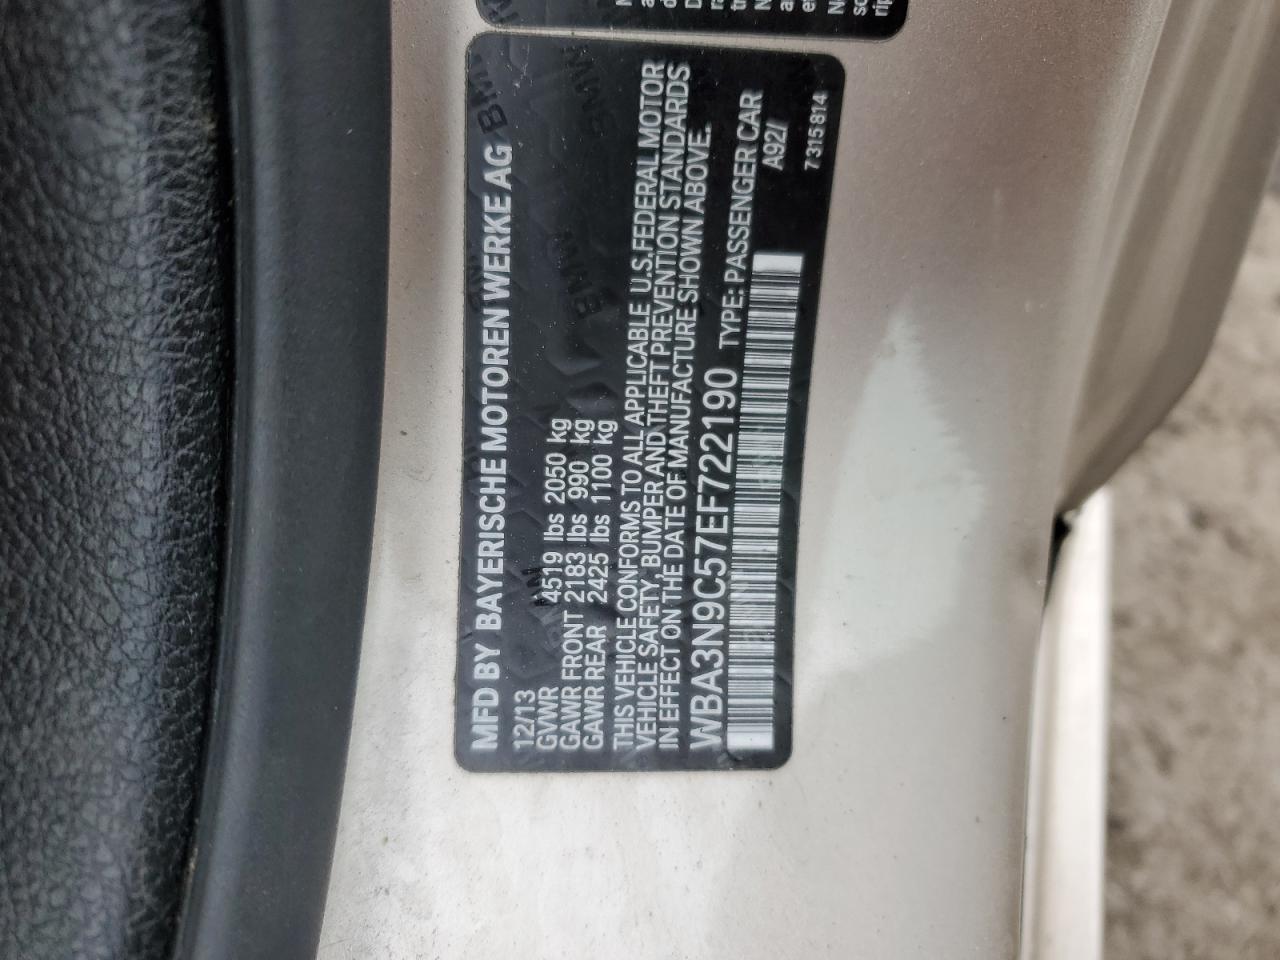 MFD BY BAYERISCHE MOTOREN WERKE AG
12/13
GVWR 4519 lbs 2050 kg
GAWR FRONT 2183 lbs 990 kg
GAWR REAR 2425 lbs 1100 kg
THIS VEHICLE CONFORMS TO ALL APPLICABLE U.S.FEDERAL MOTOR
VEHICLE SAFETY, BUMPER AND THEFT PREVENTION STANDARDS
IN EFFECT ON THE DATE OF MANUFACTURE SHOWN ABOVE.
WBA3N9C57EF722190 TYPE: PASSENGER CAR
A92/
7 315 814